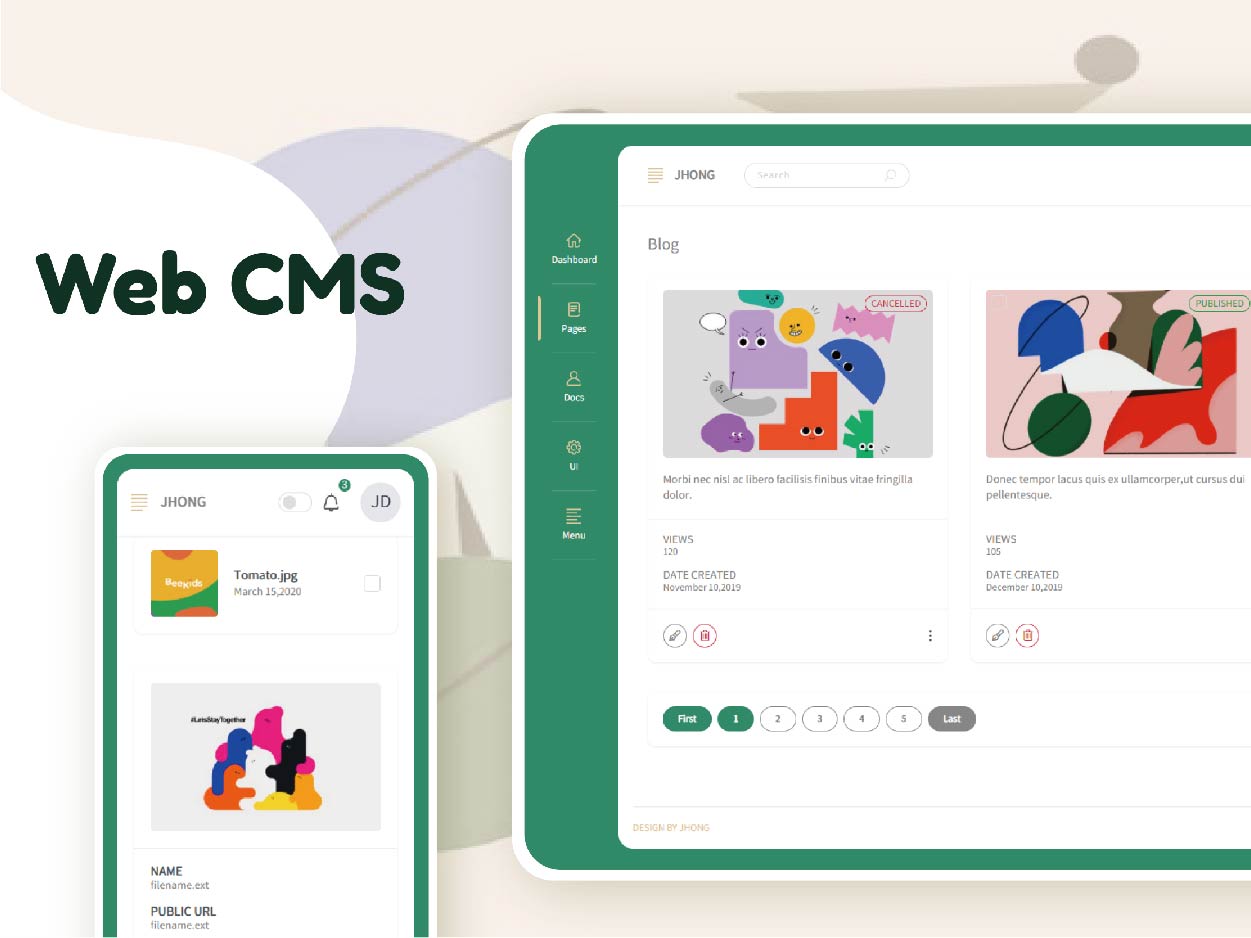 Web CMS
JHONG
3
JD
BeeKids
Tomato.jpg
March 15,2020
#LetsStayTogether
NAME
filename.ext
PUBLIC URL
filename.ext
Dashboard
Pages
Docs
UI
Menu
JHONG
Search
Blog
CANCELLED
Morbi nec nisl ac libero facilisis finibus vitae fringilla
dolor.
VIEWS
120
DATE CREATED
November 10,2019
PUBLISHED
Donec tempor lacus quis ex ullamcorper,ut cursus dui
pellentesque.
VIEWS
105
DATE CREATED
December 10,2019
First 1 2 3 4 5 Last
DESIGN BY JHONG